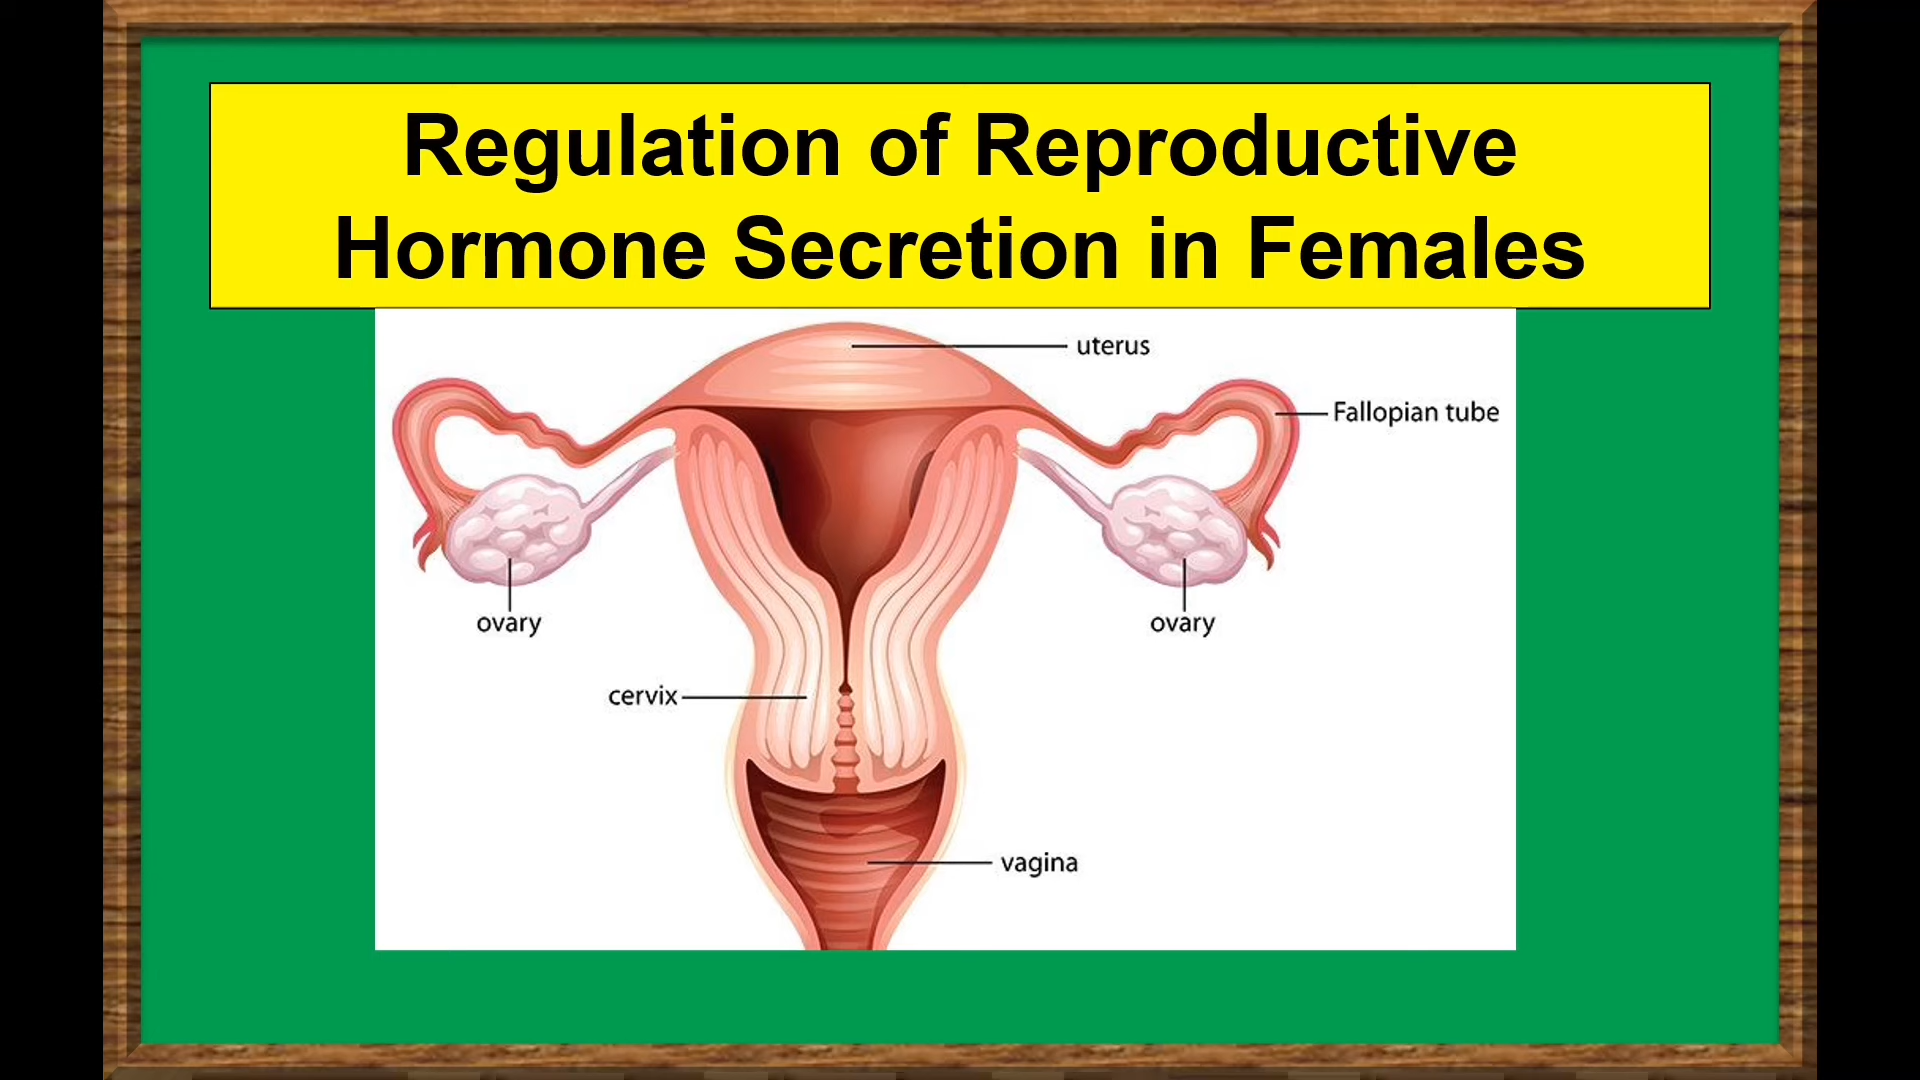 Regulation of Reproductive
Hormone Secretion in Females
uterus
Fallopian tube
ovary
ovary
cervix
vagina